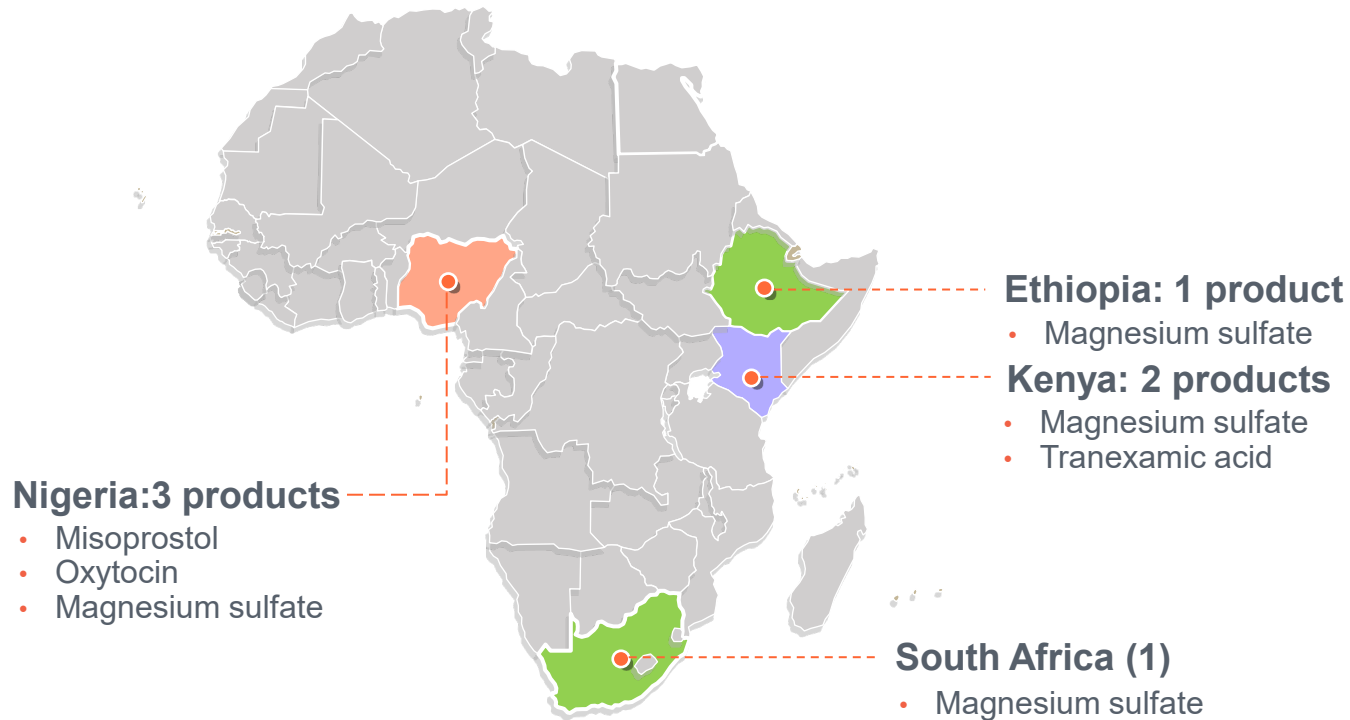 Ethiopia: 1 product
• Magnesium sulfate
Kenya: 2 products
• Magnesium sulfate
• Tranexamic acid
Nigeria:3 products
• Misoprostol
• Oxytocin
• Magnesium sulfate
South Africa (1)
• Magnesium sulfate